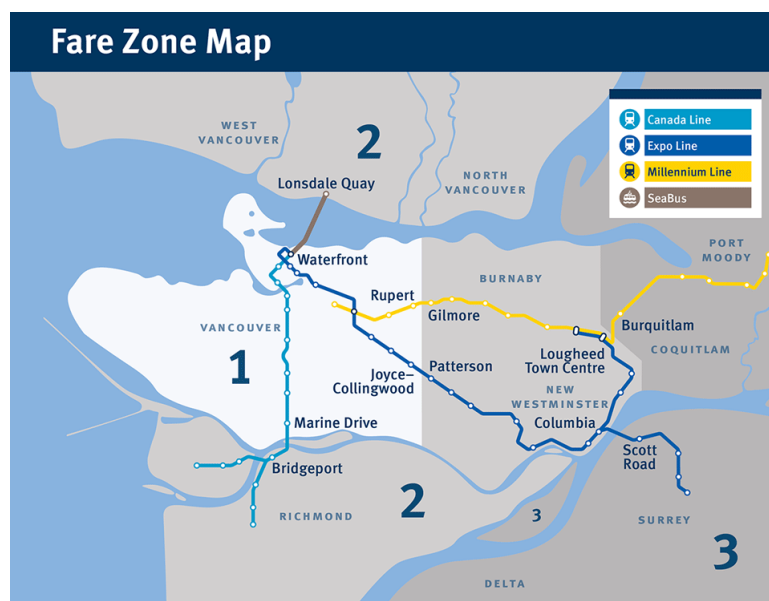 Fare Zone Map
Canada Line
Expo Line
Millennium Line
SeaBus
WEST
VANCOUVER
2
Lonsdale Quay
NORTH
VANCOUVER
PORT
MOODY
Waterfront
BURNABY
Rupert
Gilmore
Burquitlam
VANCOUVER
COQUITLAM
1
Lougheed
Town Centre
Joyce–
Collingwood
Patterson
NEW
WESTMINSTER
Marine Drive
Columbia
Bridgeport
Scott
Road
2
RICHMOND
3
SURREY
3
DELTA